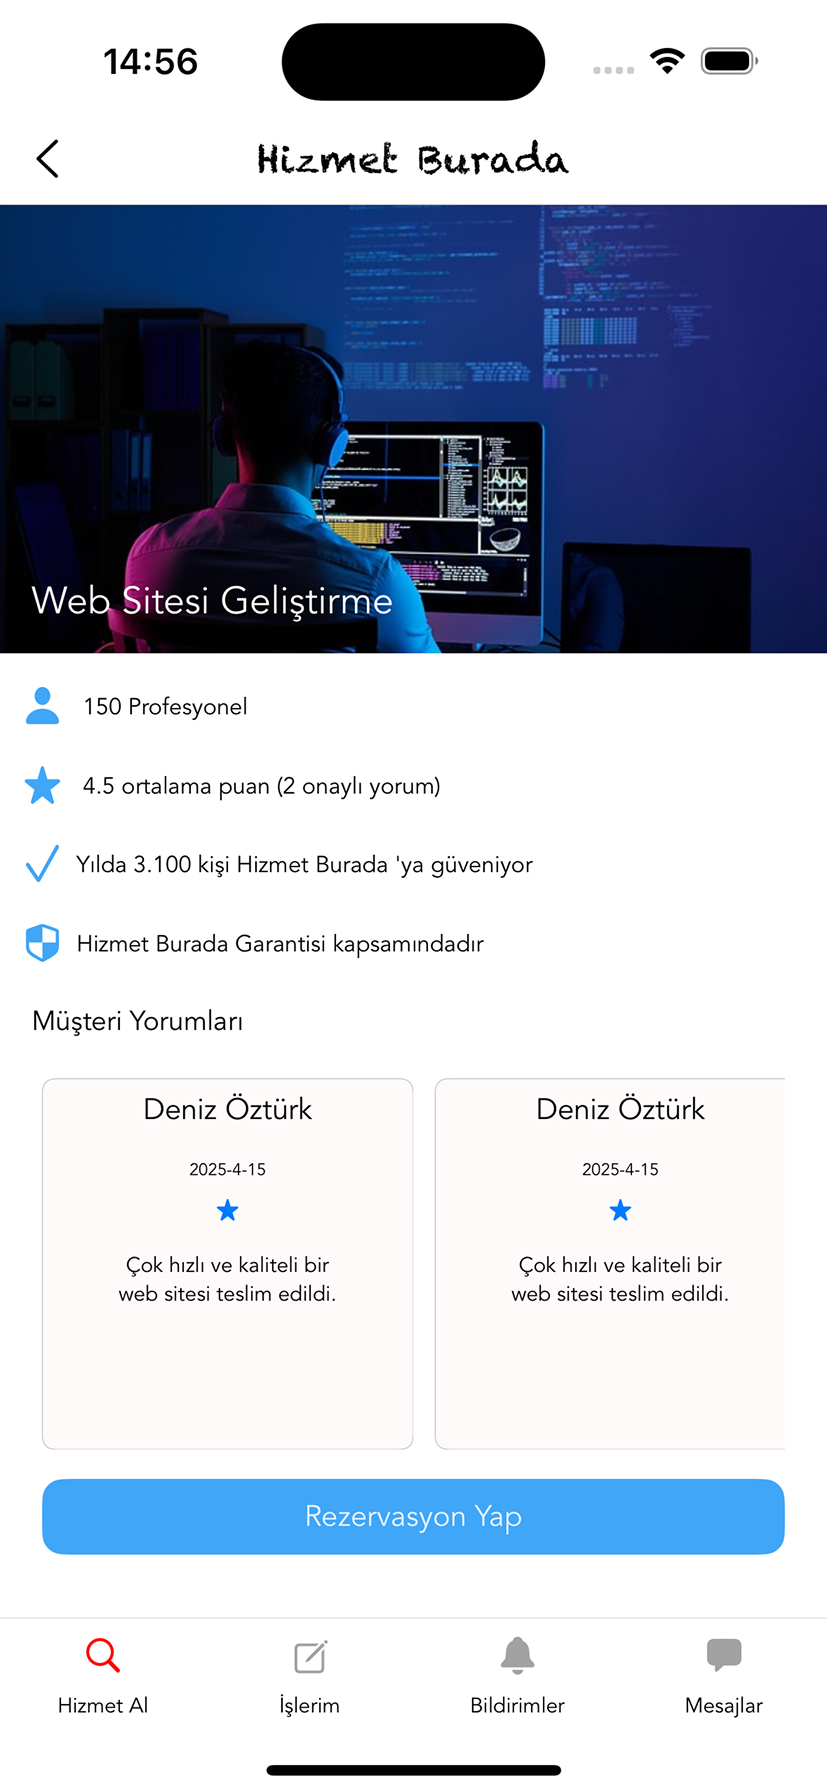 14:56
Hizmet Burada
Web Sitesi Geliştirme
150 Profesyonel
4.5 ortalama puan (2 onaylı yorum)
Yılda 3.100 kişi Hizmet Burada 'ya güveniyor
Hizmet Burada Garantisi kapsamındadır
Müşteri Yorumları
Deniz Öztürk
2025-4-15
Çok hızlı ve kaliteli bir
web sitesi teslim edildi.
Deniz Öztürk
2025-4-15
Çok hızlı ve kaliteli bir
web sitesi teslim edildi.
Rezervasyon Yap
Hizmet Al
İşlerim
Bildirimler
Mesajlar